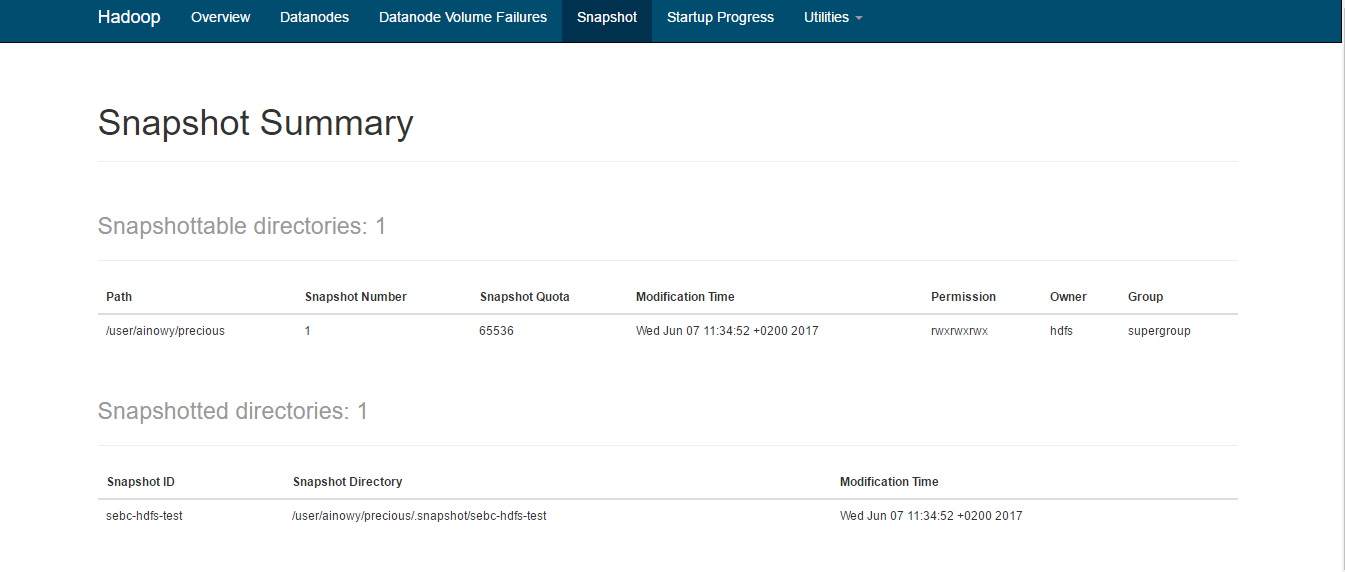 Hadoop Overview Datanodes Datanode Volume Failures Snapshot Startup Progress Utilities
Snapshot Summary
Snapshottable directories: 1
Path Snapshot Number Snapshot Quota Modification Time Permission Owner Group
/user/ainowy/precious 1 65536 Wed Jun 07 11:34:52 +0200 2017 rwxrwxrwx hdfs supergroup
Snapshotted directories: 1
Snapshot ID Snapshot Directory Modification Time
sebc-hdfs-test /user/ainowy/precious/.snapshot/sebc-hdfs-test Wed Jun 07 11:34:52 +0200 2017